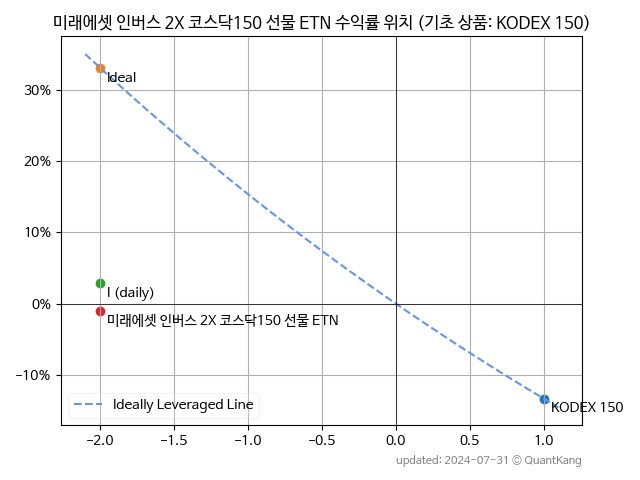 미래에셋 인버스 2X 코스닥150 선물 ETN 수익률 위치 (기초 상품: KODEX 150)
Ideal
30%
20%
10%
I (daily)
0%
미래에셋 인버스 2X 코스닥150 선물 ETN
−10%
Ideally Leveraged Line
KODEX 150
−2.0 −1.5 −1.0 −0.5 0.0 0.5 1.0
updated: 2024-07-31 © QuantKang